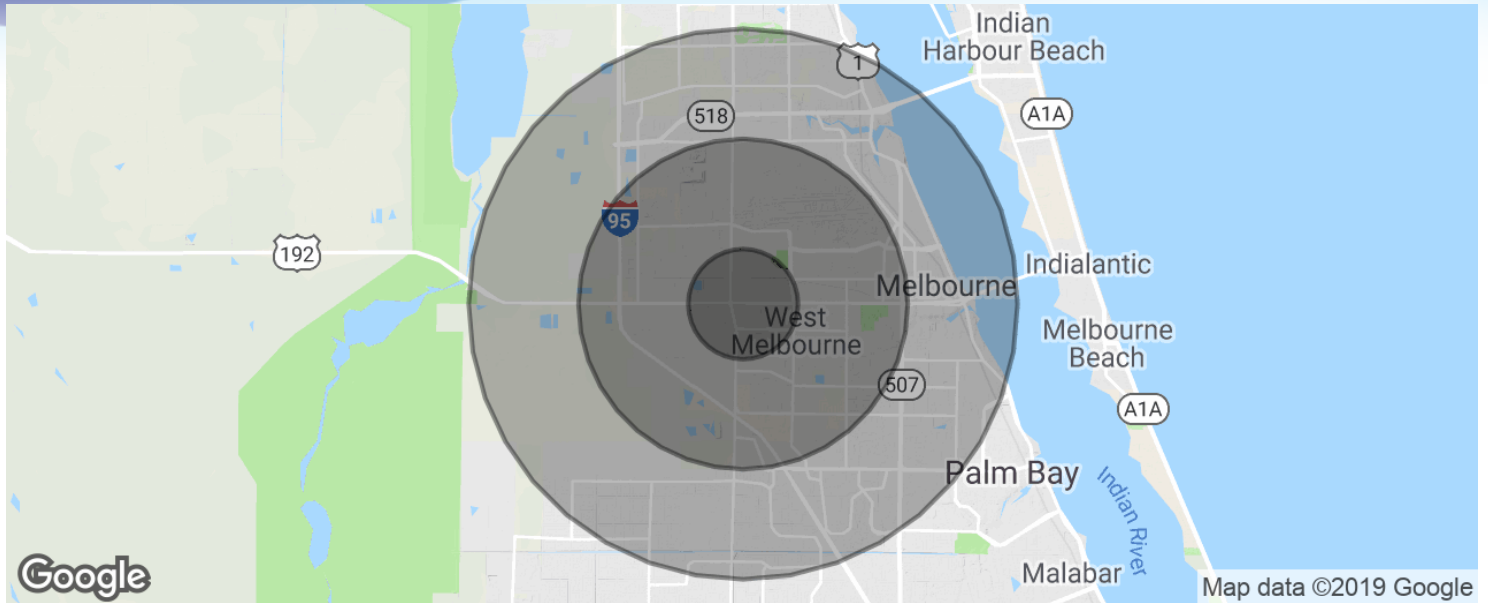 Indian
Harbour Beach
1
A1A
518
95
192
Indialantic
Melbourne
West
Melbourne
Melbourne
Beach
507
A1A
Palm Bay
Indian River
Malabar
Google
Map data ©2019 Google